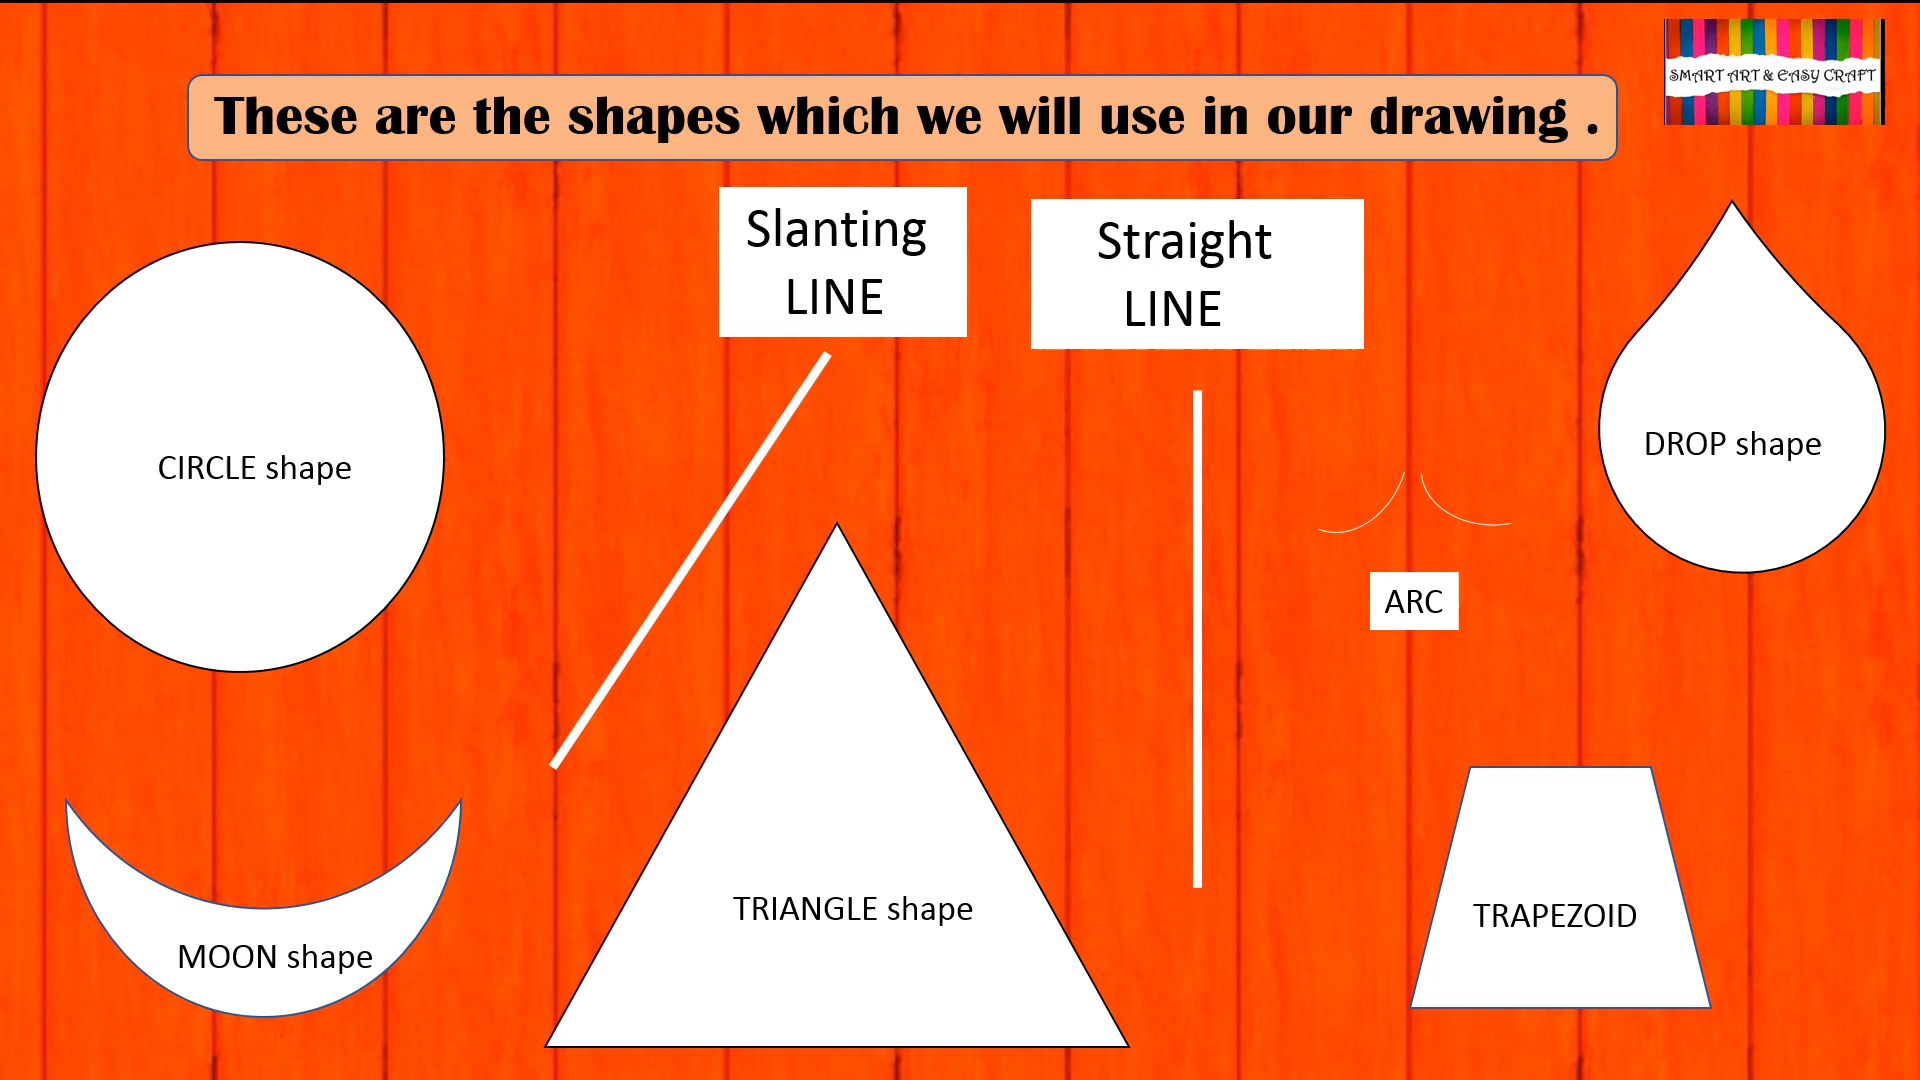 SMART ART & EASY CRAFT
These are the shapes which we will use in our drawing .
Slanting
LINE
Straight
LINE
CIRCLE shape
DROP shape
ARC
TRIANGLE shape
TRAPEZOID
MOON shape